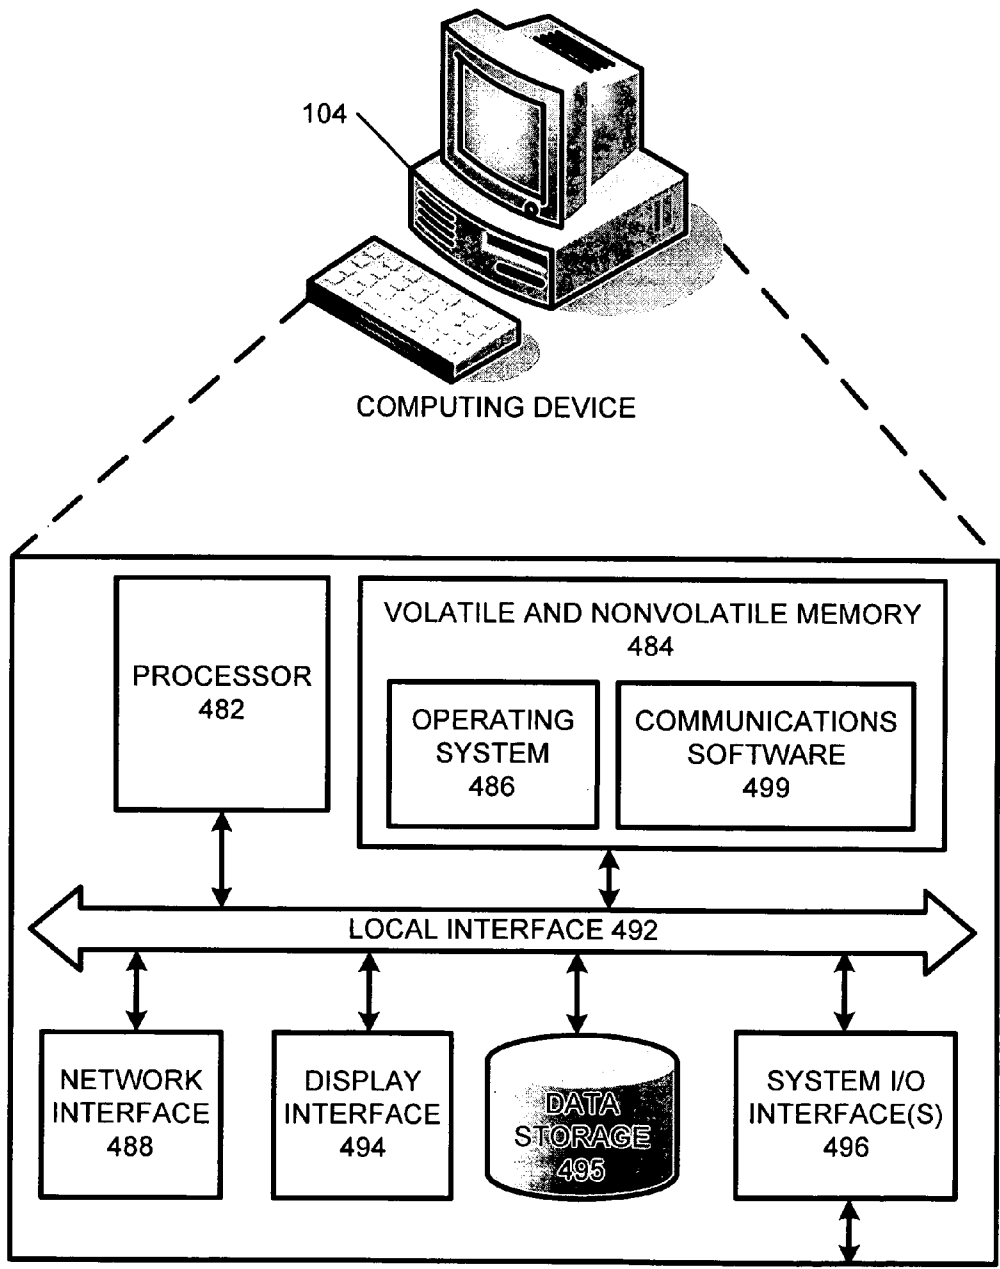 104
COMPUTING DEVICE
PROCESSOR
482
VOLATILE AND NONVOLATILE MEMORY
484
OPERATING
SYSTEM
486
COMMUNICATIONS
SOFTWARE
499
LOCAL INTERFACE 492
NETWORK
INTERFACE
488
DISPLAY
INTERFACE
494
DATA
STORAGE
495
SYSTEM I/O
INTERFACE(S)
496